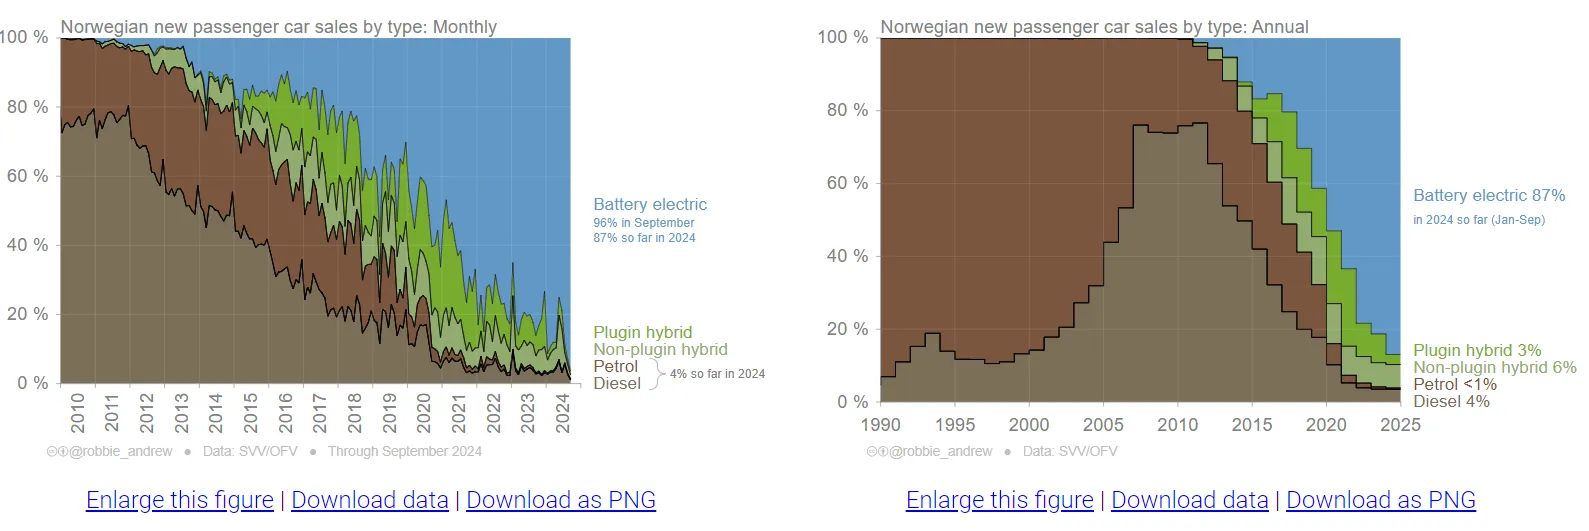 Norwegian new passenger car sales by type: Monthly
100 %
80 %
60 %
40 %
20 %
0 %
2010 2011 2012 2013 2014 2015 2016 2017 2018 2019 2020 2021 2022 2023 2024
Battery electric
96% in September
87% so far in 2024
Plugin hybrid
Non-plugin hybrid
Petrol
Diesel
4% so far in 2024
@robbie_andrew ● Data: SVV/OFV ● Through September 2024
Enlarge this figure | Download data | Download as PNG
Norwegian new passenger car sales by type: Annual
100 %
80 %
60 %
40 %
20 %
0 %
1990 1995 2000 2005 2010 2015 2020 2025
Battery electric 87%
in 2024 so far (Jan-Sep)
Plugin hybrid 3%
Non-plugin hybrid 6%
Petrol <1%
Diesel 4%
@robbie_andrew ● Data: SVV/OFV
Enlarge this figure | Download data | Download as PNG